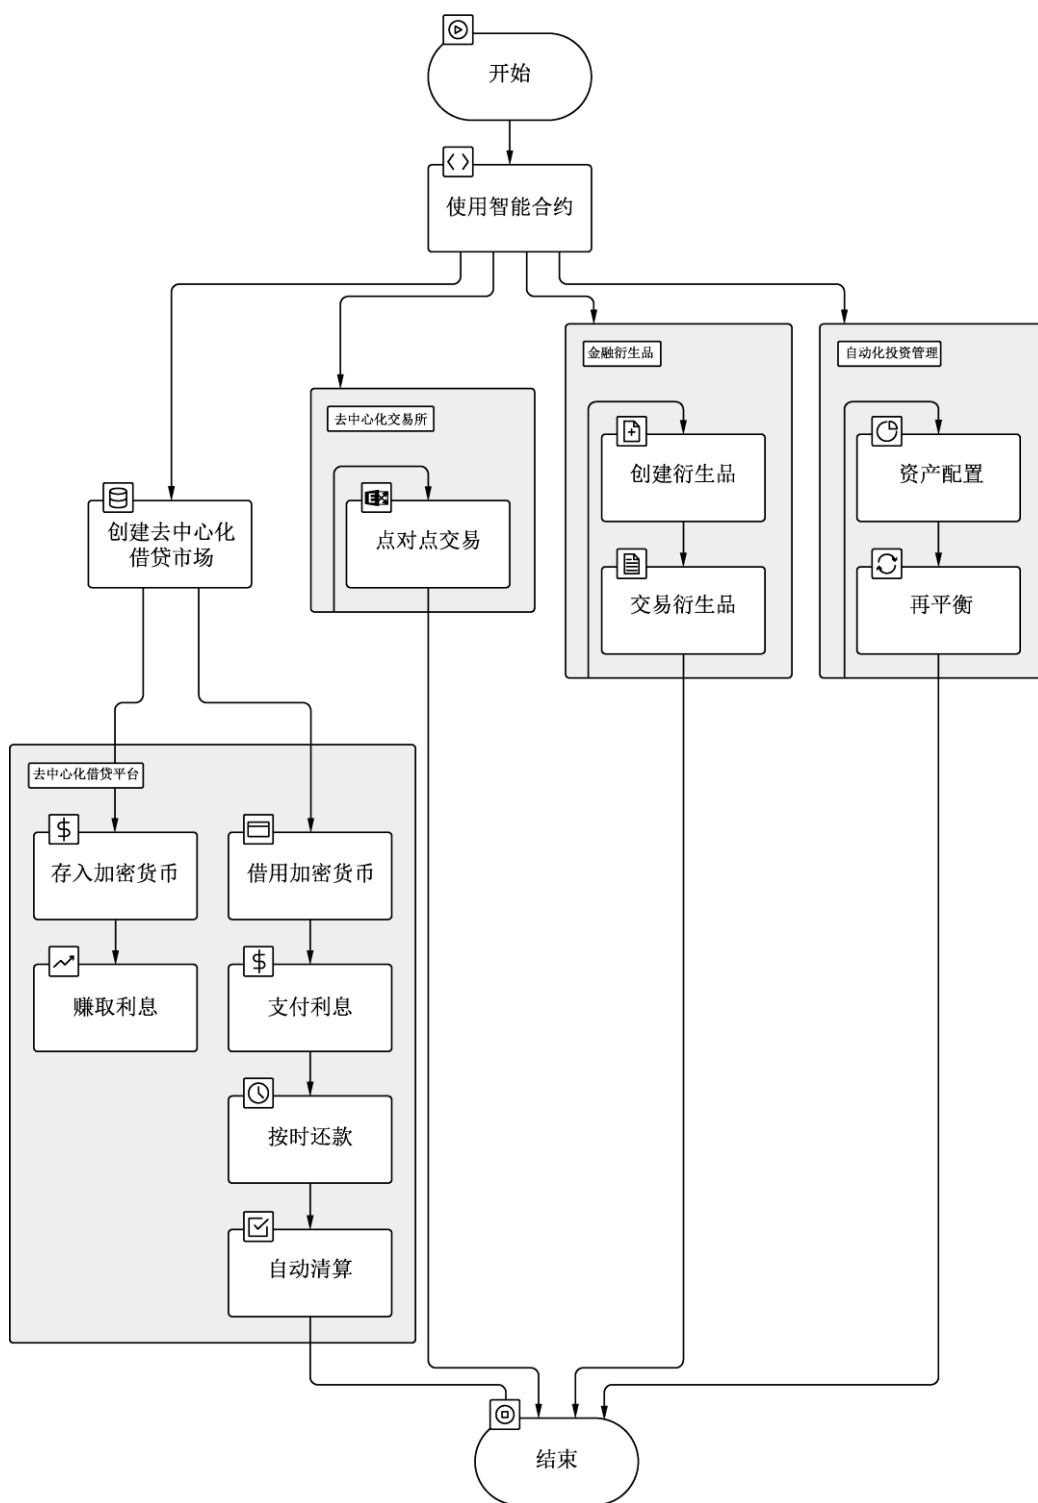 开始
使用智能合约
金融衍生品
自动化投资管理
去中心化交易所
创建衍生品
资产配置
点对点交易
创建去中心化
借贷市场
交易衍生品
再平衡
去中心化借贷平台
存入加密货币
借用加密货币
赚取利息
支付利息
按时还款
自动清算
结束